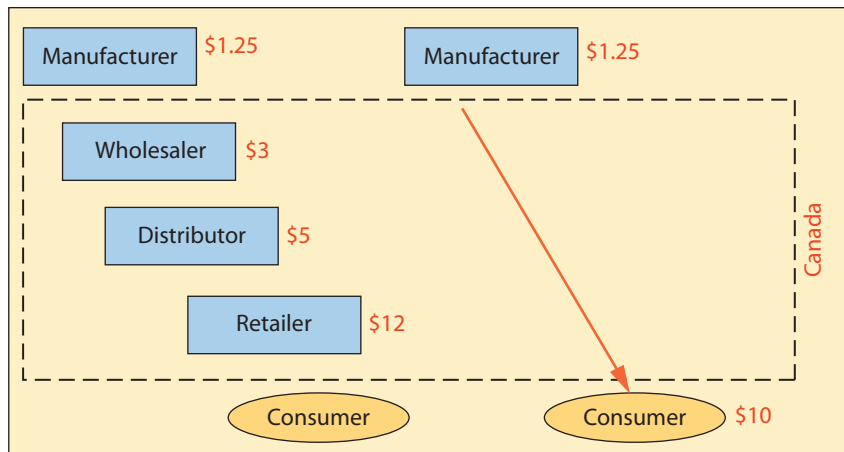 Manufacturer $1.25
Manufacturer $1.25
Wholesaler $3
Distributor $5
Retailer $12
Canada
Consumer
Consumer $10